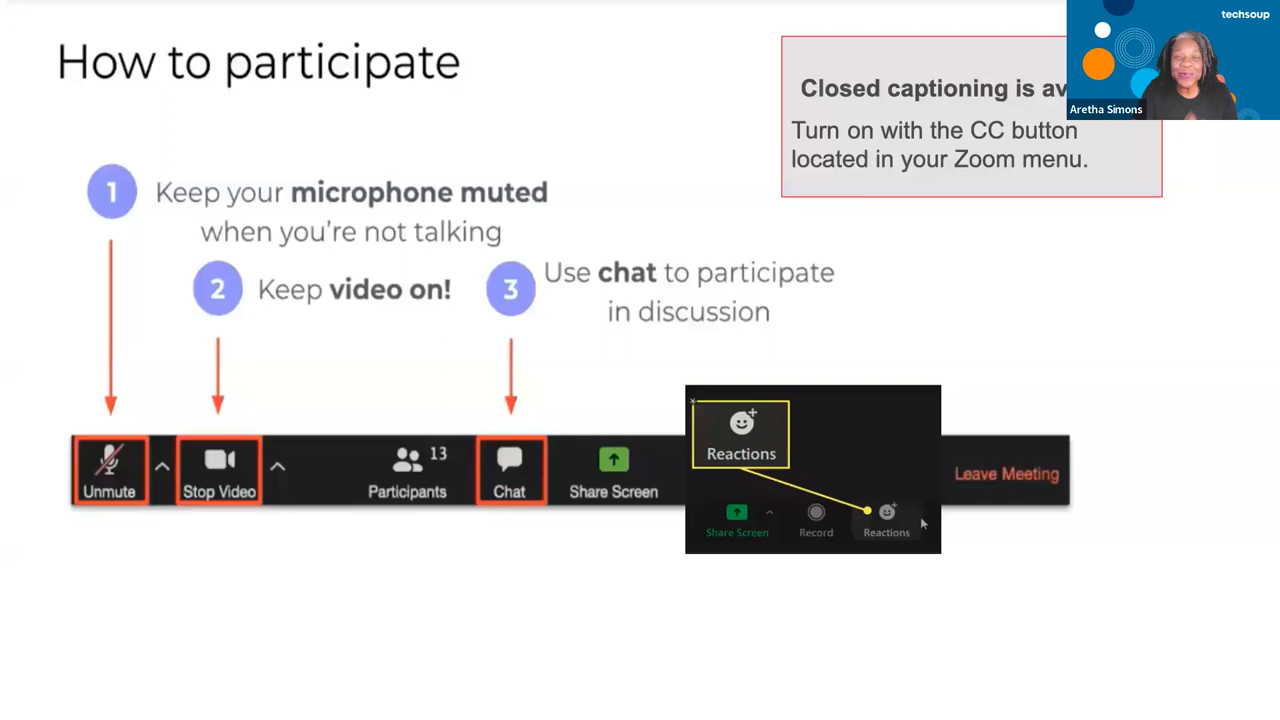 How to participate
techsoup
Aretha Simons
Closed captioning is
Turn on with the CC button
located in your Zoom menu.
1
Keep your microphone muted
when you're not talking
2
Keep video on!
3
Use chat to participate
in discussion
Unmute
Stop Video
Participants
13
Chat
Share Screen
Reactions
Share Screen
Record
Reactions
Leave Meeting